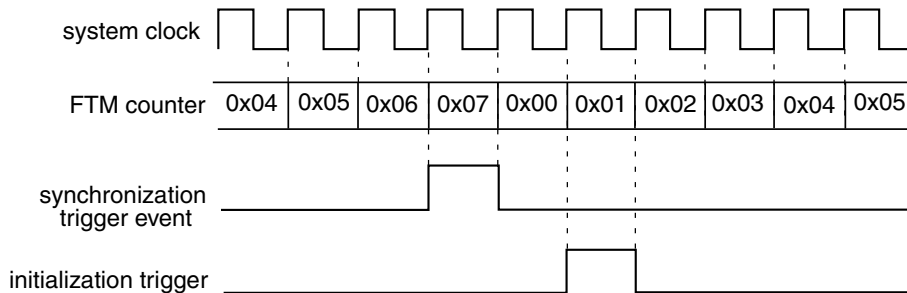 system clock
FTM counter 0x04 0x05 0x06 0x07 0x00 0x01 0x02 0x03 0x04 0x05
synchronization
trigger event
initialization trigger